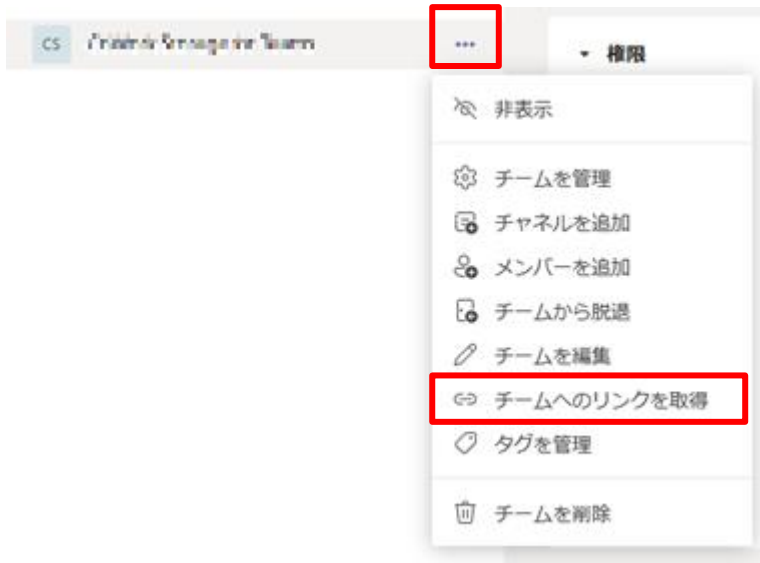 CS
•••
権限
非表示
チームを管理
チャネルを追加
メンバーを追加
チームから脱退
チームを編集
チームへのリンクを取得
タグを管理
チームを削除